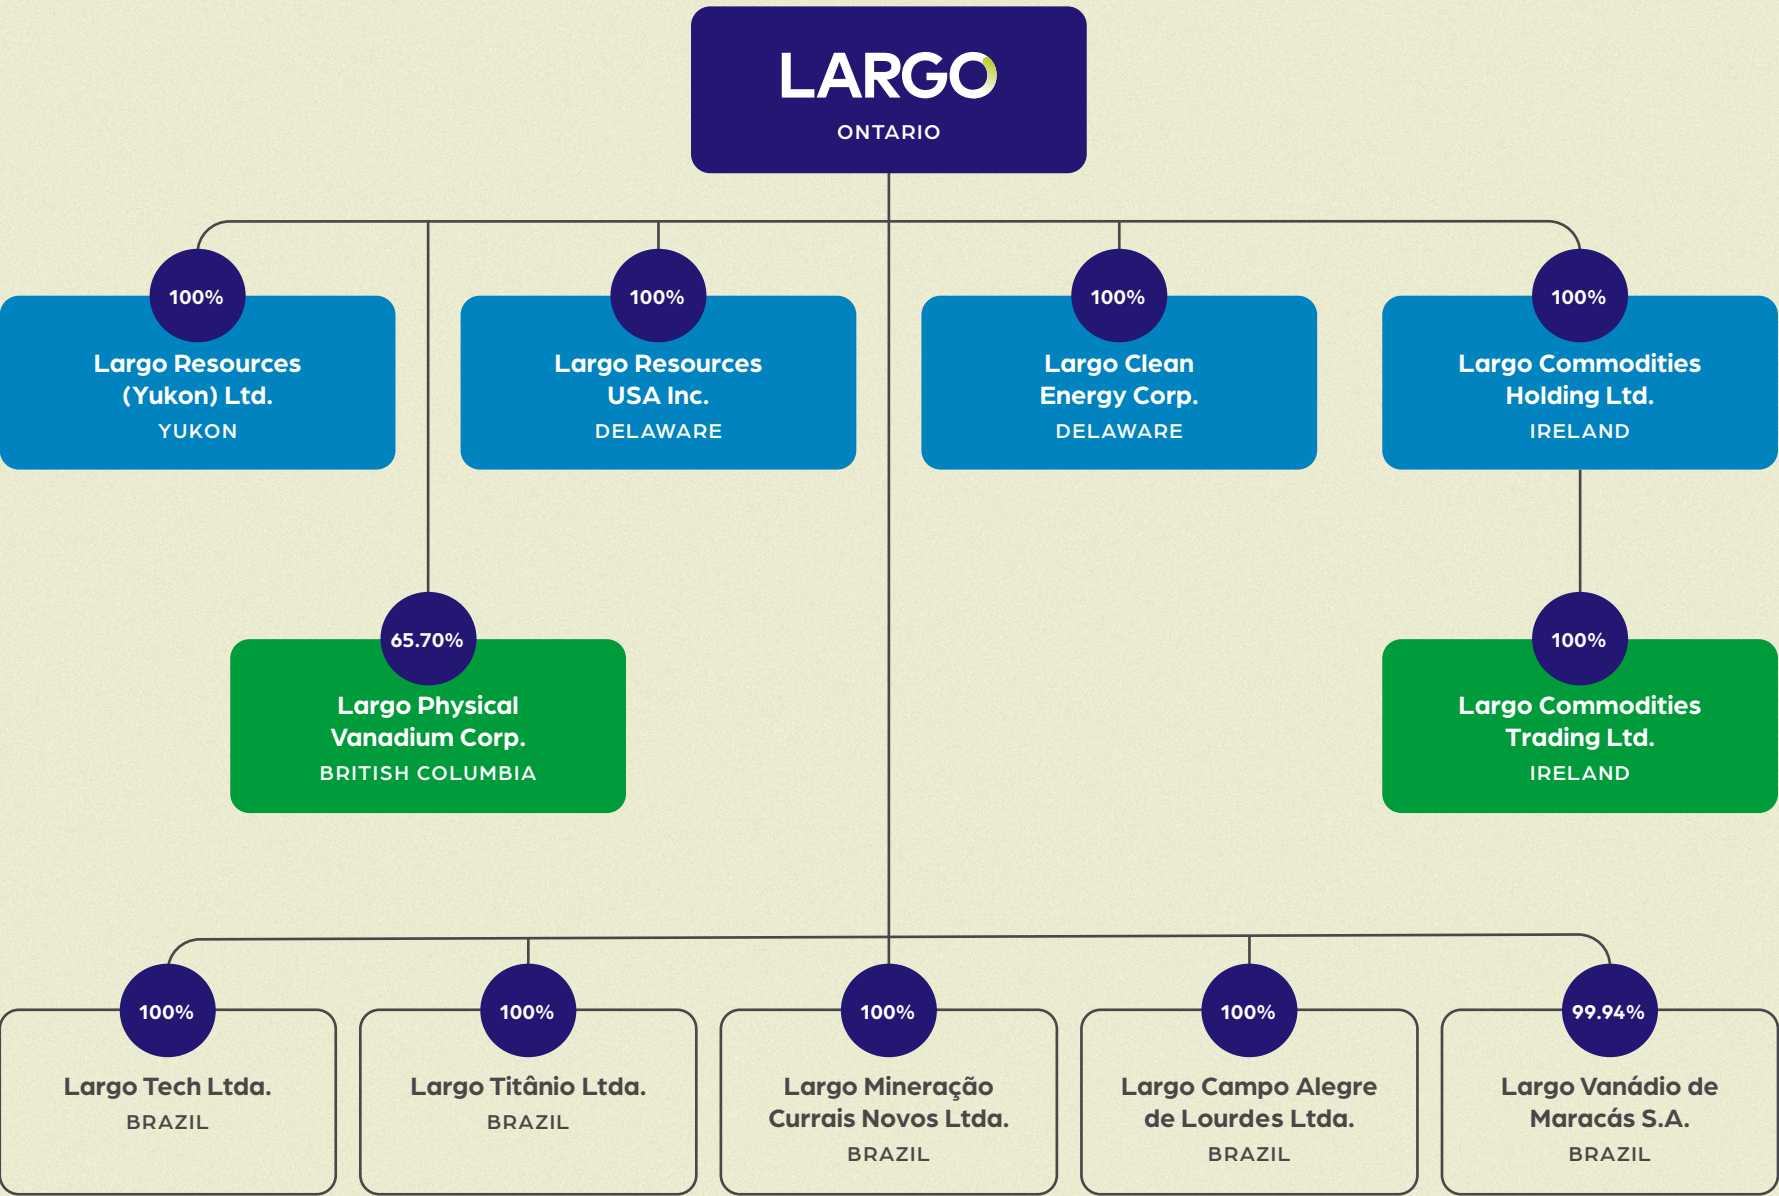 LARGO
ONTARIO
100%
Largo Resources
(Yukon) Ltd.
YUKON
100%
Largo Resources
USA Inc.
DELAWARE
100%
Largo Clean
Energy Corp.
DELAWARE
100%
Largo Commodities
Holding Ltd.
IRELAND
65.70%
Largo Physical
Vanadium Corp.
BRITISH COLUMBIA
100%
Largo Commodities
Trading Ltd.
IRELAND
100%
Largo Tech Ltda.
BRAZIL
100%
Largo Titânio Ltda.
BRAZIL
100%
Largo Mineração
Currais Novos Ltda.
BRAZIL
100%
Largo Campo Alegre
de Lourdes Ltda.
BRAZIL
99.94%
Largo Vanádio de
Maracás S.A.
BRAZIL